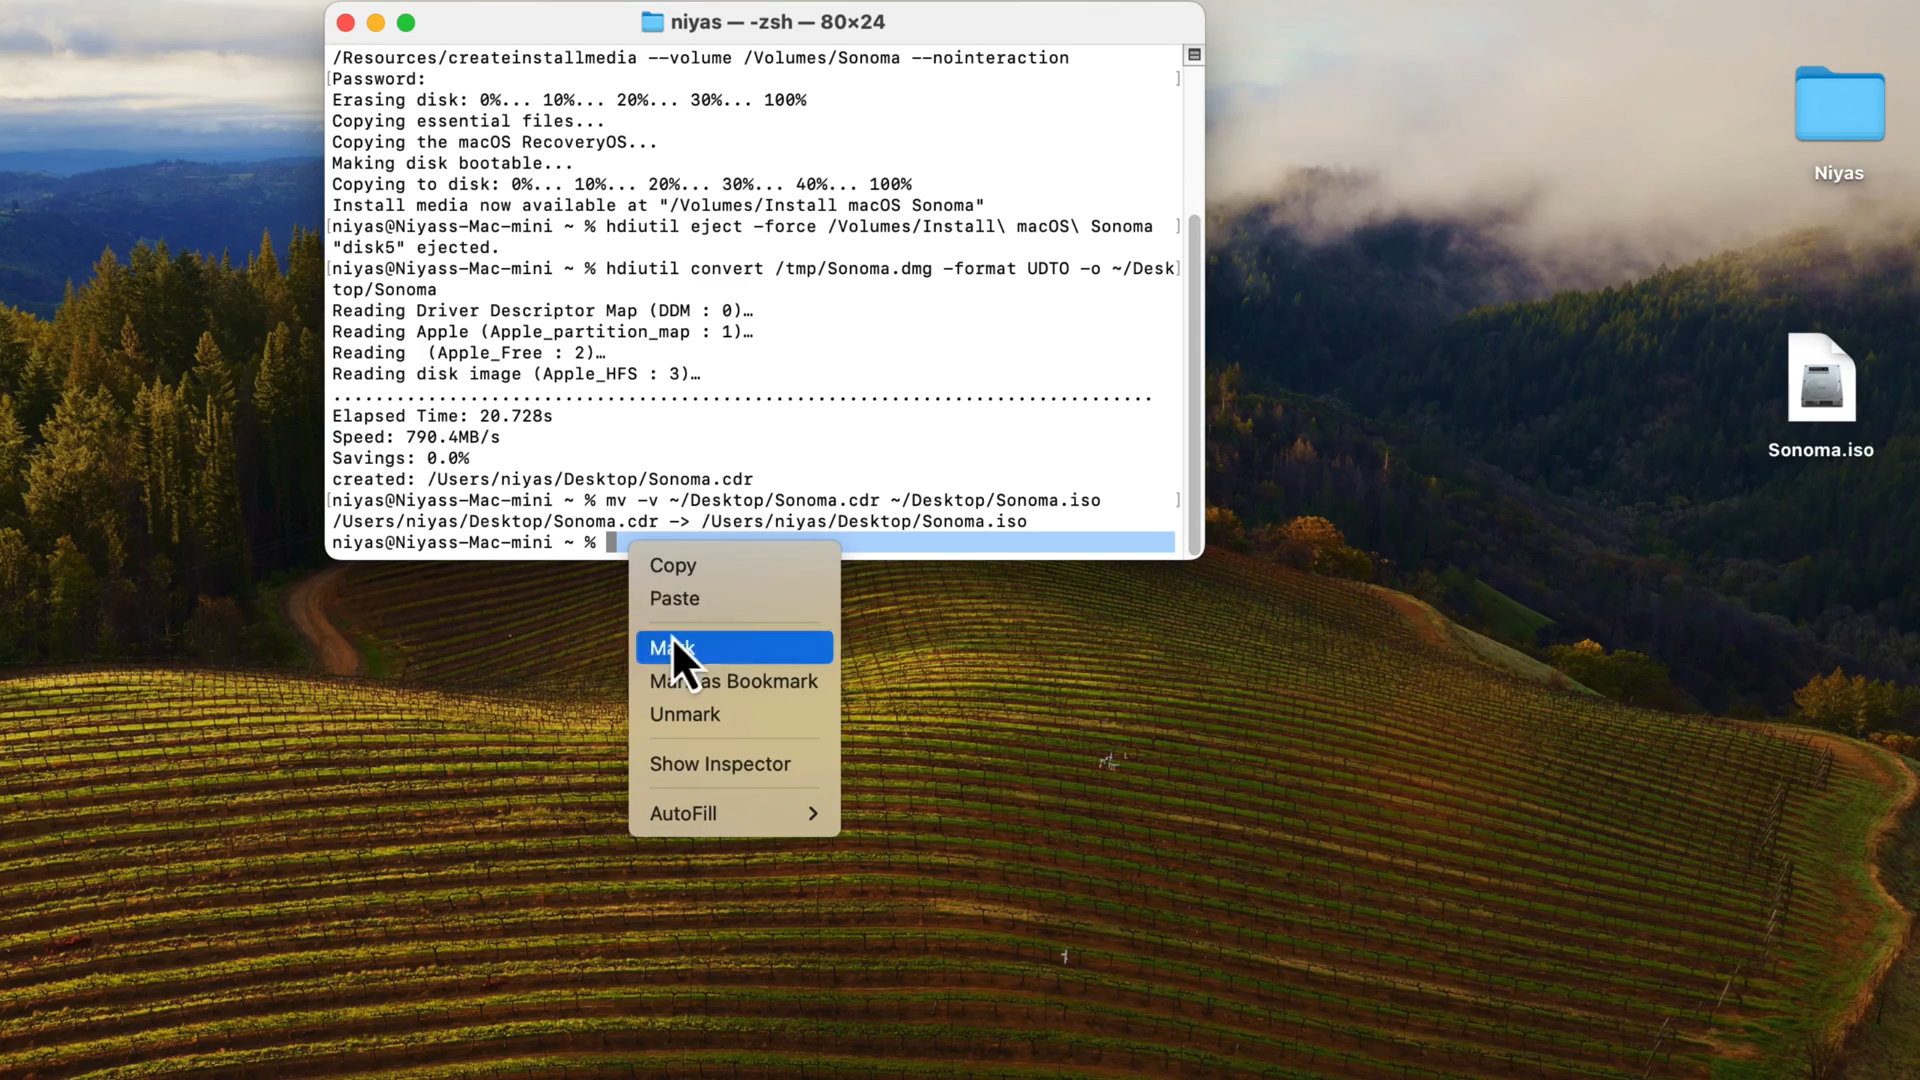 niyas — -zsh — 80×24
/Resources/createinstallmedia --volume /Volumes/Sonoma --nointeraction
[Password: ]
Erasing disk: 0%... 10%... 20%... 30%... 100%
Copying essential files...
Copying the macOS RecoveryOS...
Making disk bootable...
Copying to disk: 0%... 10%... 20%... 30%... 40%... 100%
Install media now available at "/Volumes/Install macOS Sonoma"
[niyas@Niyass-Mac-mini ~ % hdiutil eject -force /Volumes/Install\ macOS\ Sonoma ]
"disk5" ejected.
[niyas@Niyass-Mac-mini ~ % hdiutil convert /tmp/Sonoma.dmg -format UDTO -o ~/Desk]
top/Sonoma
Reading Driver Descriptor Map (DDM : 0)…
Reading Apple (Apple_partition_map : 1)…
Reading  (Apple_Free : 2)…
Reading disk image (Apple_HFS : 3)…
..............................................................................
Elapsed Time: 20.728s
Speed: 790.4MB/s
Savings: 0.0%
created: /Users/niyas/Desktop/Sonoma.cdr
[niyas@Niyass-Mac-mini ~ % mv -v ~/Desktop/Sonoma.cdr ~/Desktop/Sonoma.iso ]
/Users/niyas/Desktop/Sonoma.cdr -> /Users/niyas/Desktop/Sonoma.iso
niyas@Niyass-Mac-mini ~ %
Copy
Paste
Mark
Mark as Bookmark
Unmark
Show Inspector
AutoFill
Niyas
Sonoma.iso